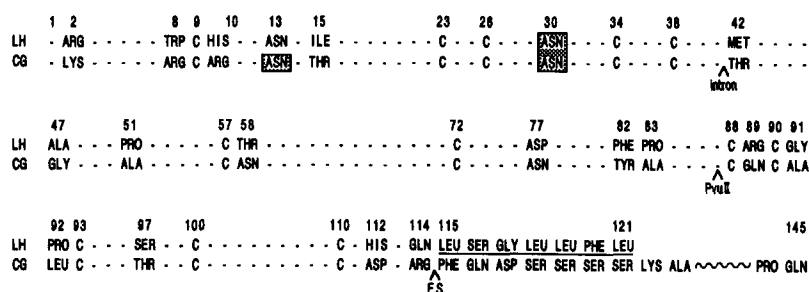 1 2 8 9 10 13 15 23 26 30 34 38 42
LH - ARG - - - - - TRP C HIS - - ASN - ILE - - - - - - - C - - C - - - ASN - - - C - - - C - - - MET - - - -
CG - LYS - - - - - ARG C ARG - - ASN - THR - - - - - - - C - - C - - - ASN - - - C - - - C - - - THR - - - -
intron
47 51 57 58 72 77 82 83 88 89 90 91
LH ALA - - - PRO - - - - - C THR - - - - - - - - - - - - - C - - - - ASP - - - - PHE PRO - - - - C ARG C GLY
CG GLY - - - ALA - - - - - C ASN - - - - - - - - - - - - - C - - - - ASN - - - - TYR ALA - - - - C GLN C ALA
PvuII
92 93 97 100 110 112 114 115 121 145
LH PRO C - - - SER - - C - - - - - - - - - C - HIS - GLN LEU SER GLY LEU LEU PHE LEU
CG LEU C - - - THR - - C - - - - - - - - - C - ASP - ARG PHE GLN ASP SER SER SER SER LYS ALA PRO GLN
F.S.